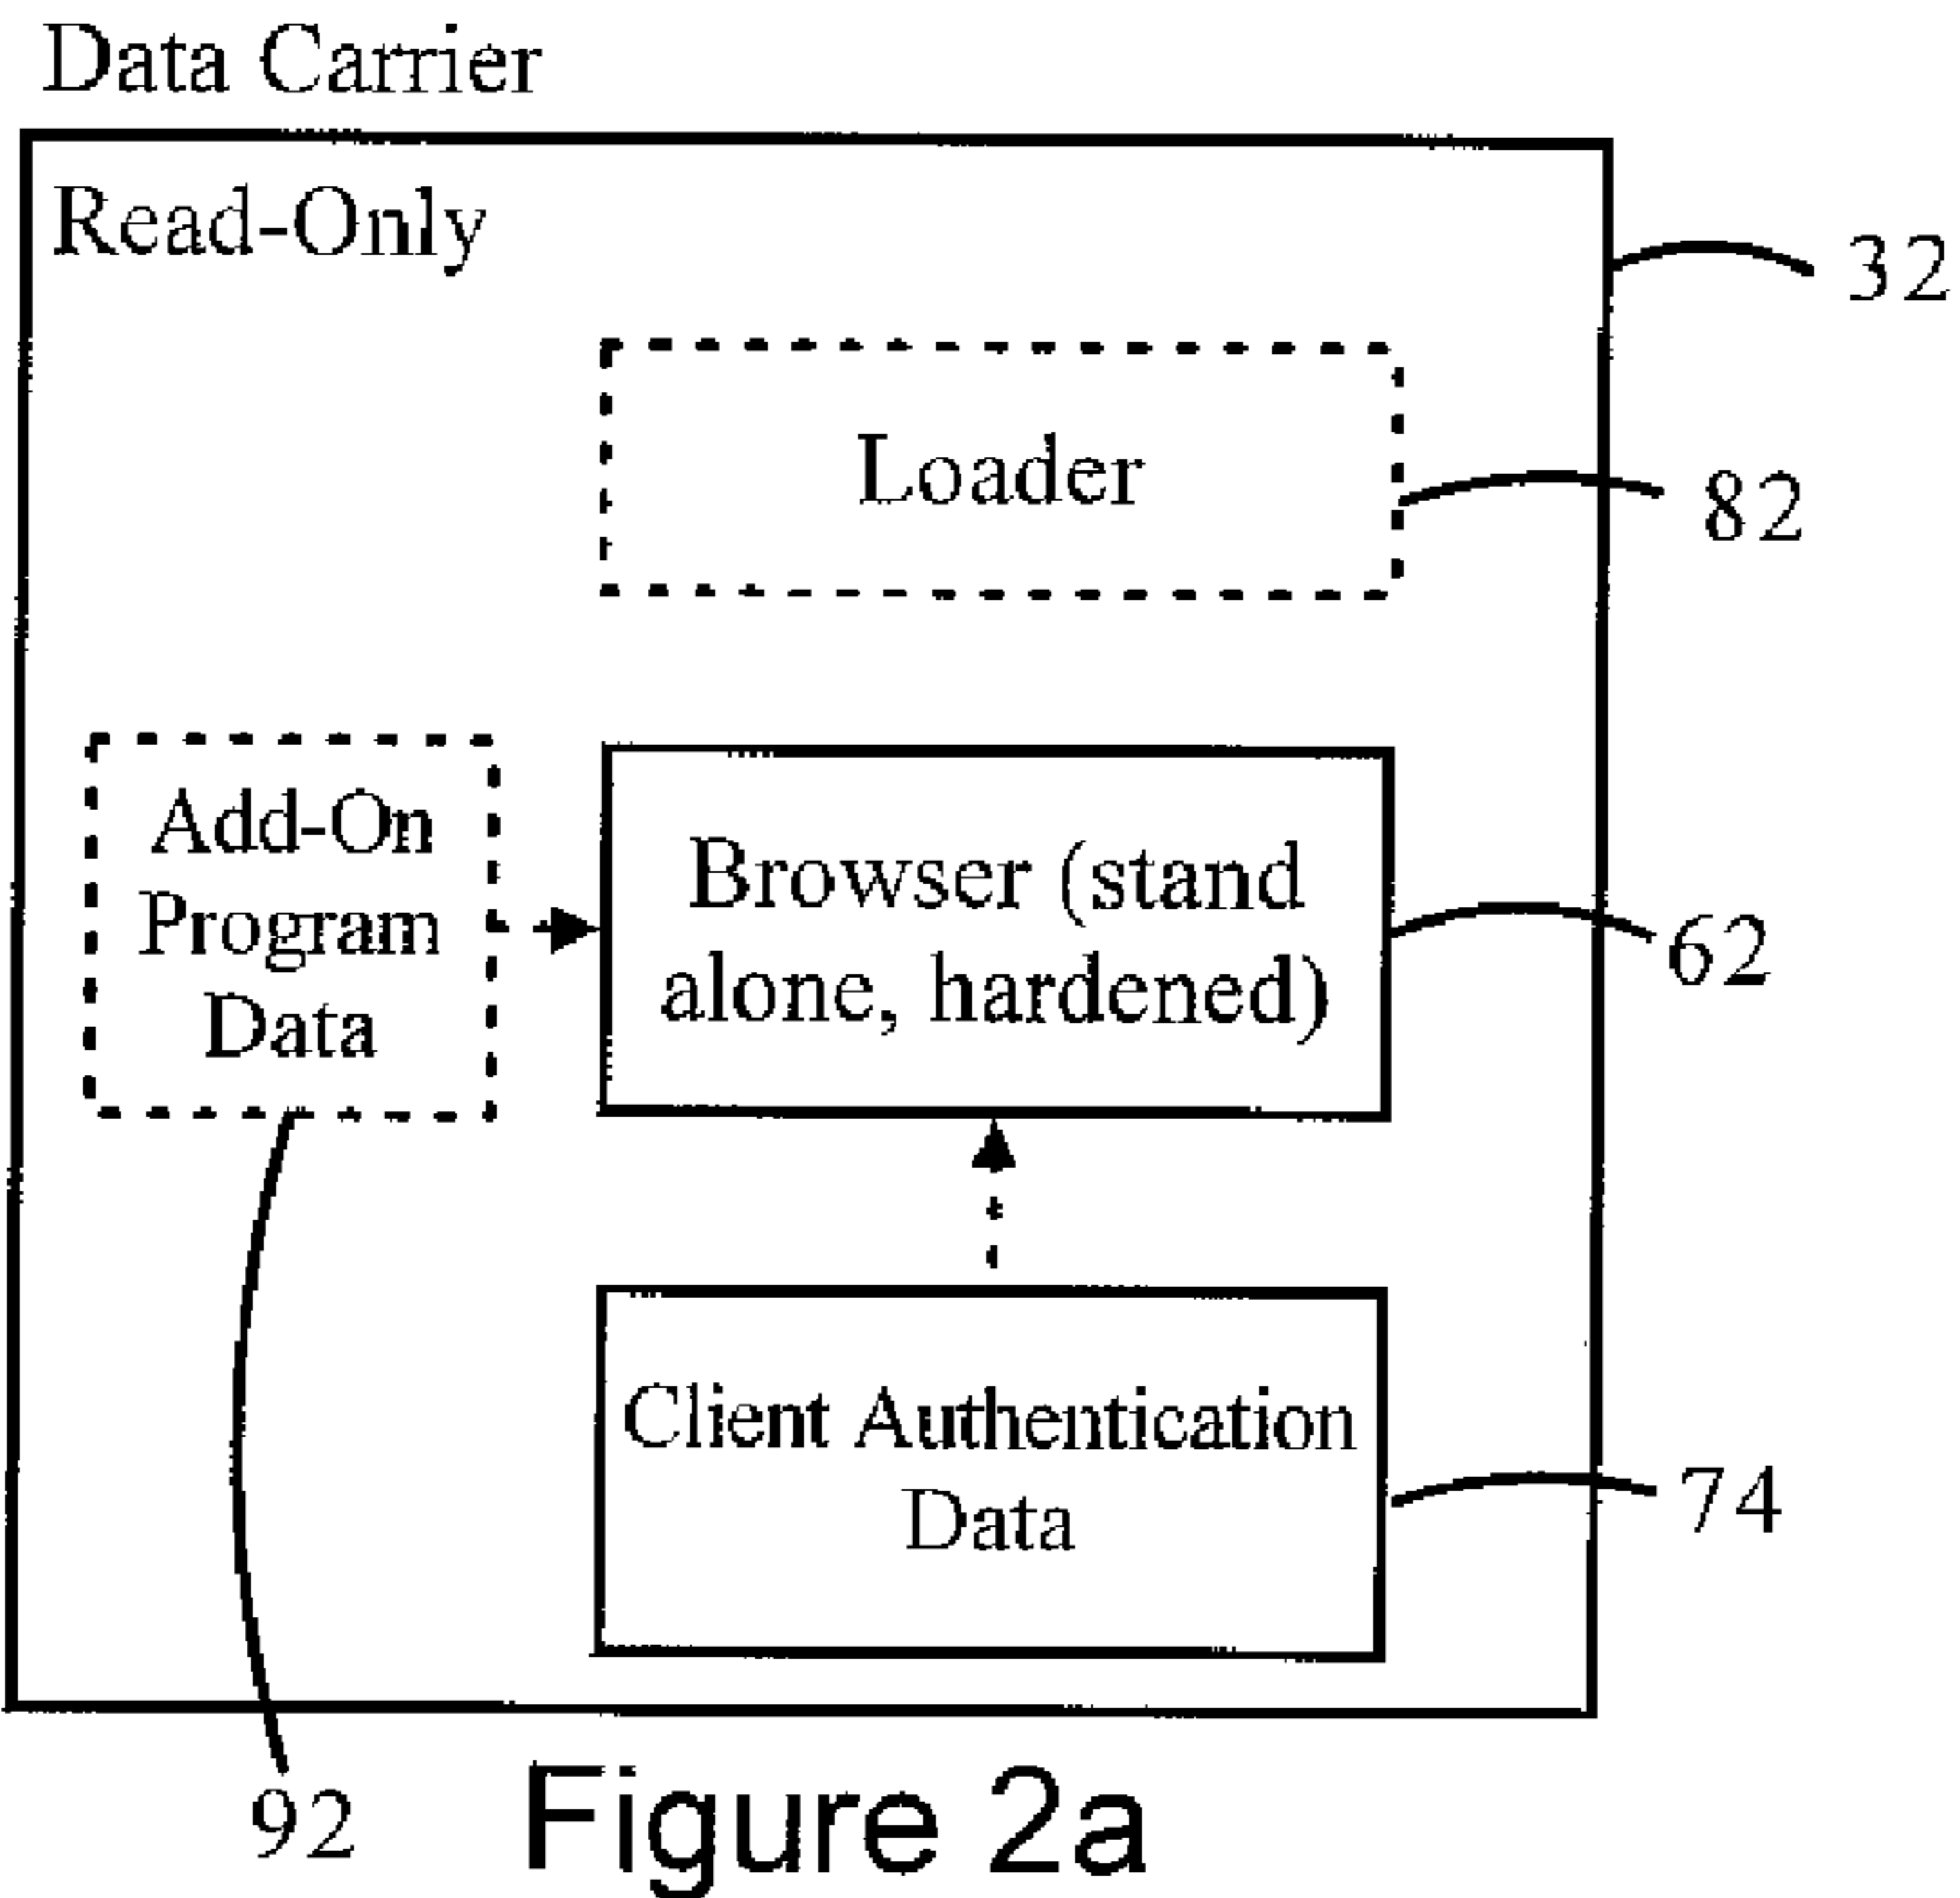 Data Carrier
Read-Only
32
Loader
82
Add-On
Program
Data
Browser (stand
alone, hardened)
62
Client Authentication
Data
74
92
Figure 2a